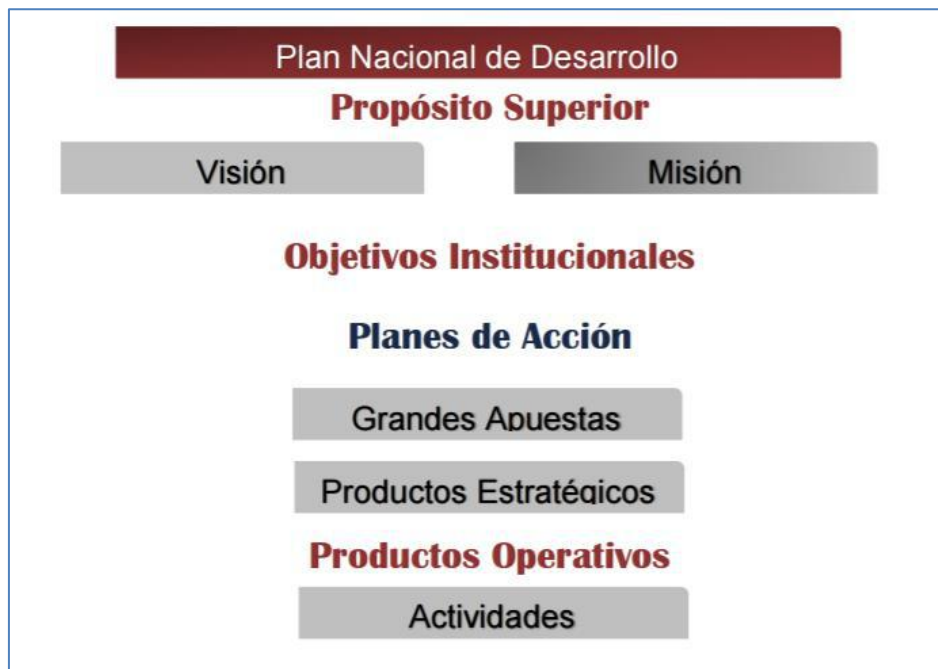 Plan Nacional de Desarrollo
Propósito Superior
Visión
Misión
Objetivos Institucionales
Planes de Acción
Grandes Apuestas
Productos Estratégicos
Productos Operativos
Actividades